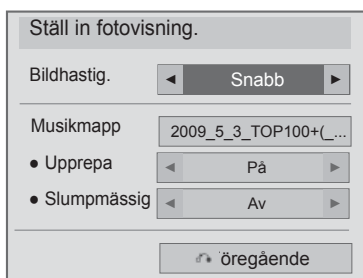 Ställ in fotovisning.
Bildhastig. ◄ Snabb ►
Musikmapp 2009_5_3_TOP100+(_...
● Upprepa ◄ På ►
● Slumpmässig ◄ Av ►
öregående